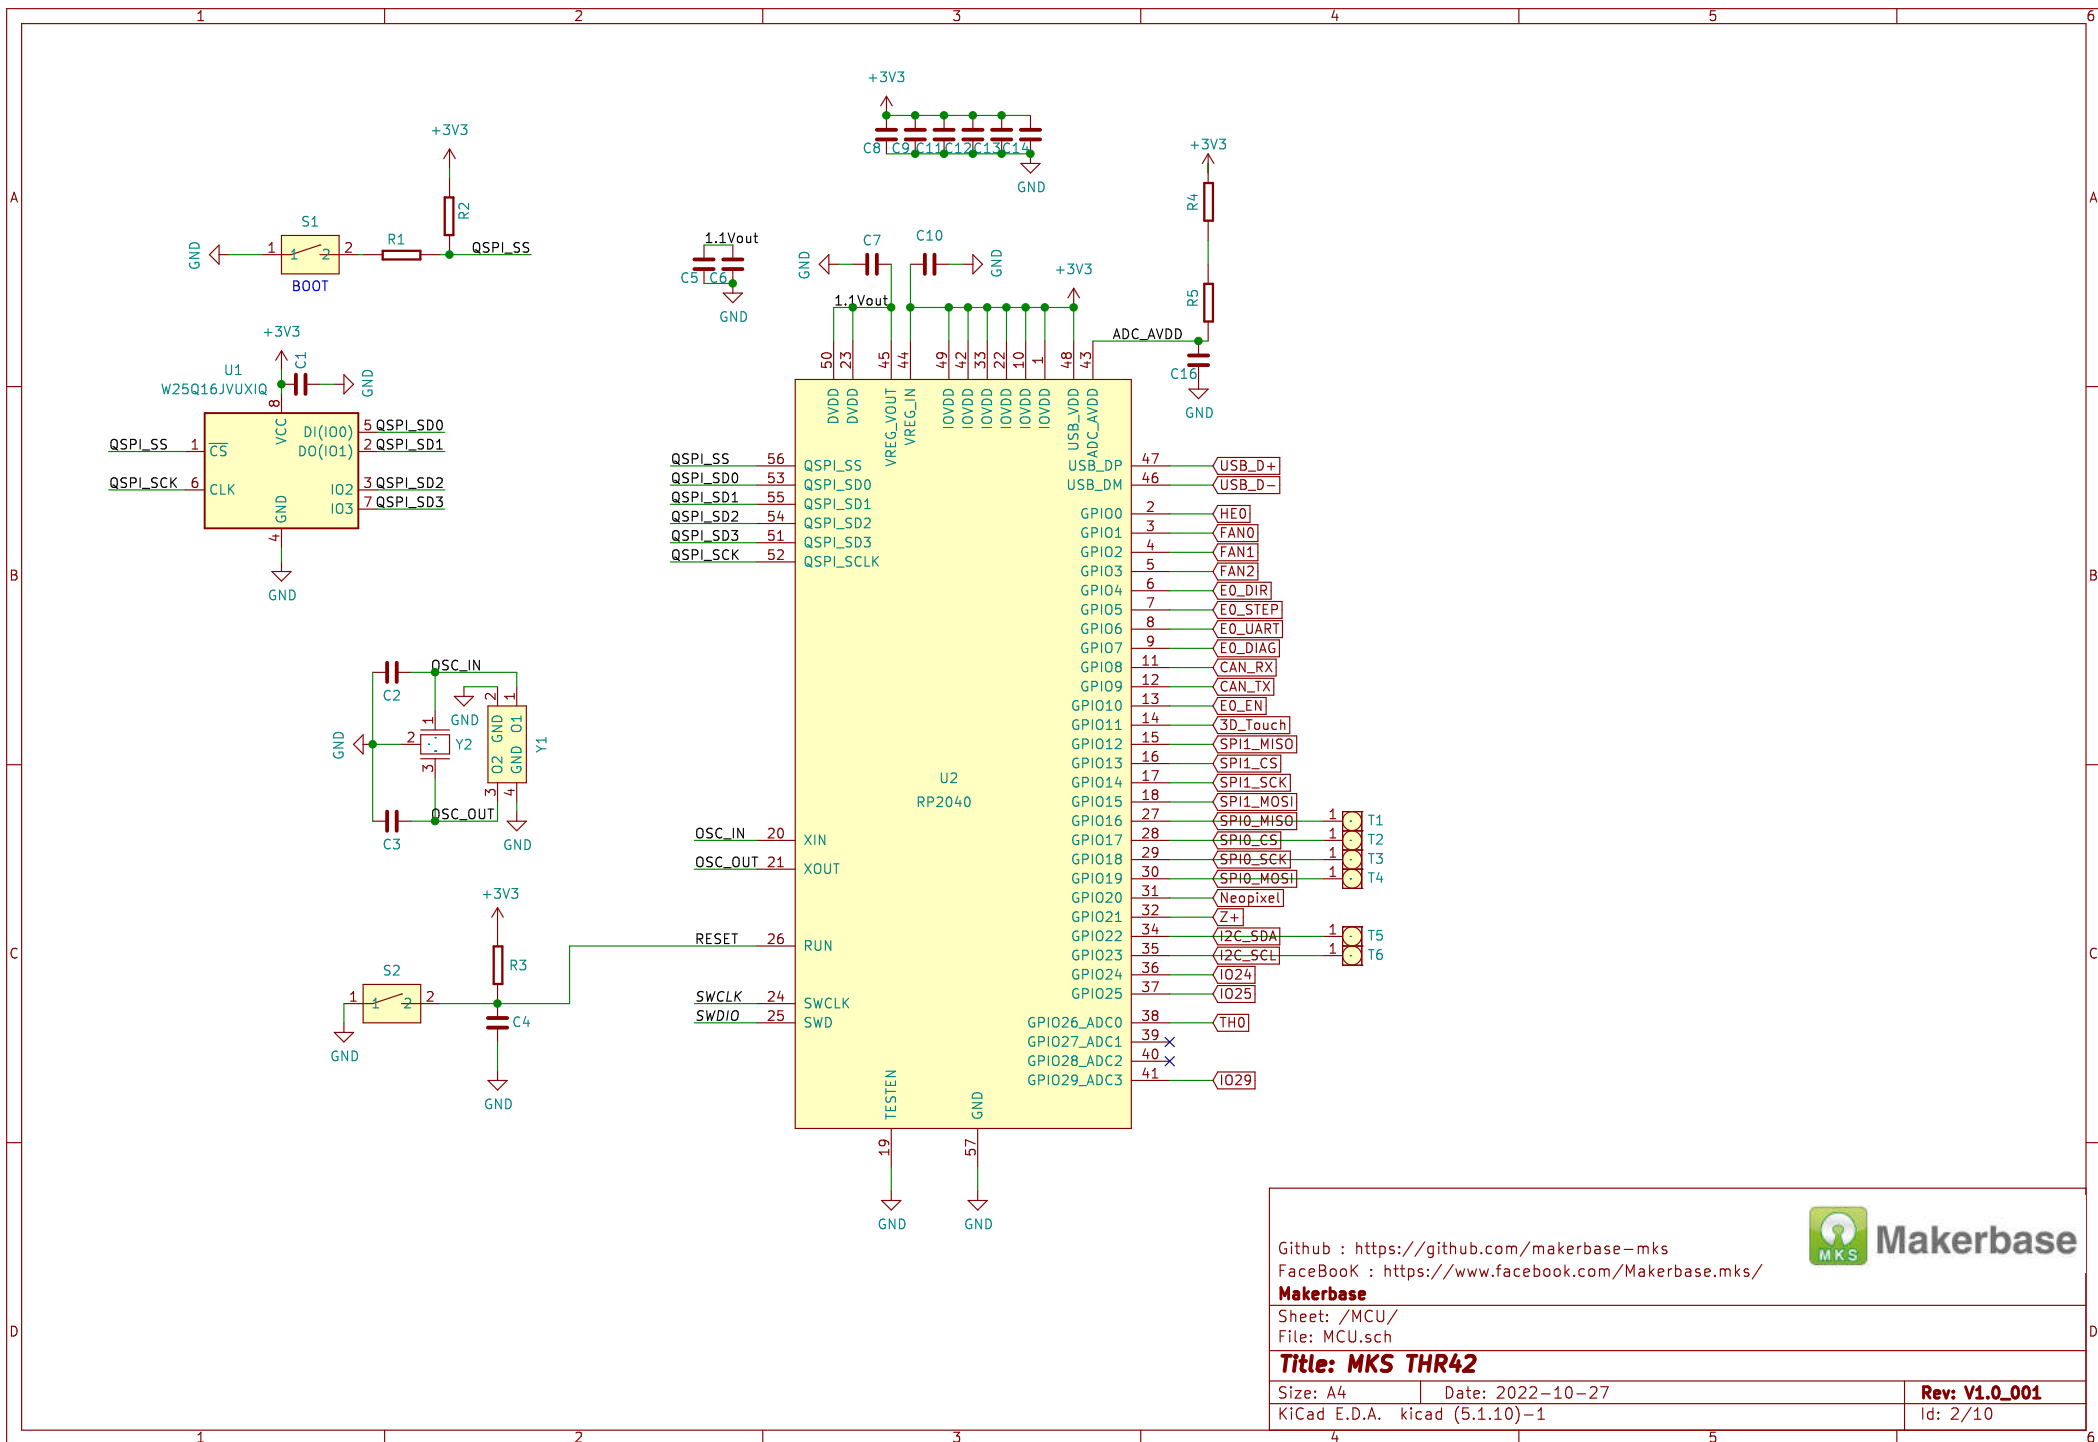 1 2 3 4 5 6
A
B
C
D
A
B
C
D
+3V3
C8 C9 C11 C12 C13 C14
GND
+3V3
R2
S1
GND
1 1 2 2
R1
QSPI_SS
BOOT
1.1Vout
C5 C6
GND
C7
GND
C10
GND
1.1Vout
+3V3
+3V3
R4
R5
ADC_AVDD
C16
GND
+3V3
C1
GND
U1
W25Q16JVUXIQ
8
VCC
QSPI_SS 1 CS
QSPI_SCK 6 CLK
DI(IO0) 5 QSPI_SD0
DO(IO1) 2 QSPI_SD1
IO2 3 QSPI_SD2
IO3 7 QSPI_SD3
GND
4
GND
50 23 45 44 49 42 33 22 10 1 48 43
DVDD DVDD VREG_VOUT VREG_IN IOVDD IOVDD IOVDD IOVDD IOVDD IOVDD USB_VDD ADC_AVDD
QSPI_SS 56 QSPI_SS
QSPI_SD0 53 QSPI_SD0
QSPI_SD1 55 QSPI_SD1
QSPI_SD2 54 QSPI_SD2
QSPI_SD3 51 QSPI_SD3
QSPI_SCK 52 QSPI_SCLK
USB_DP 47 USB_D+
USB_DM 46 USB_D-
GPIO0 2 HE0
GPIO1 3 FAN0
GPIO2 4 FAN1
GPIO3 5 FAN2
GPIO4 6 E0_DIR
GPIO5 7 E0_STEP
GPIO6 8 E0_UART
GPIO7 9 E0_DIAG
GPIO8 11 CAN_RX
GPIO9 12 CAN_TX
GPIO10 13 E0_EN
GPIO11 14 3D_Touch
GPIO12 15 SPI1_MISO
GPIO13 16 SPI1_CS
GPIO14 17 SPI1_SCK
GPIO15 18 SPI1_MOSI
GPIO16 27 SPI0_MISO 1 T1
GPIO17 28 SPI0_CS 1 T2
GPIO18 29 SPI0_SCK 1 T3
GPIO19 30 SPI0_MOSI 1 T4
GPIO20 31 Neopixel
GPIO21 32 Z+
GPIO22 34 I2C_SDA 1 T5
GPIO23 35 I2C_SCL 1 T6
GPIO24 36 IO24
GPIO25 37 IO25
GPIO26_ADC0 38 TH0
GPIO27_ADC1 39
GPIO28_ADC2 40
GPIO29_ADC3 41 IO29
U2
RP2040
OSC_IN 20 XIN
OSC_OUT 21 XOUT
RESET 26 RUN
SWCLK 24 SWCLK
SWDIO 25 SWD
TESTEN
19
GND
GND
57
GND
C2
OSC_IN
GND
2 1
GND O1
O2 GND
3 4
Y1
GND
GND
1
2
3
Y2
C3
OSC_OUT
+3V3
R3
S2
1 1 2 2
GND
C4
GND
Github : https://github.com/makerbase-mks
FaceBooK : https://www.facebook.com/Makerbase.mks/
MKS Makerbase
Makerbase
Sheet: /MCU/
File: MCU.sch
Title: MKS THR42
Size: A4 Date: 2022-10-27 Rev: V1.0_001
KiCad E.D.A. kicad (5.1.10)-1 Id: 2/10
1 2 3 4 5 6